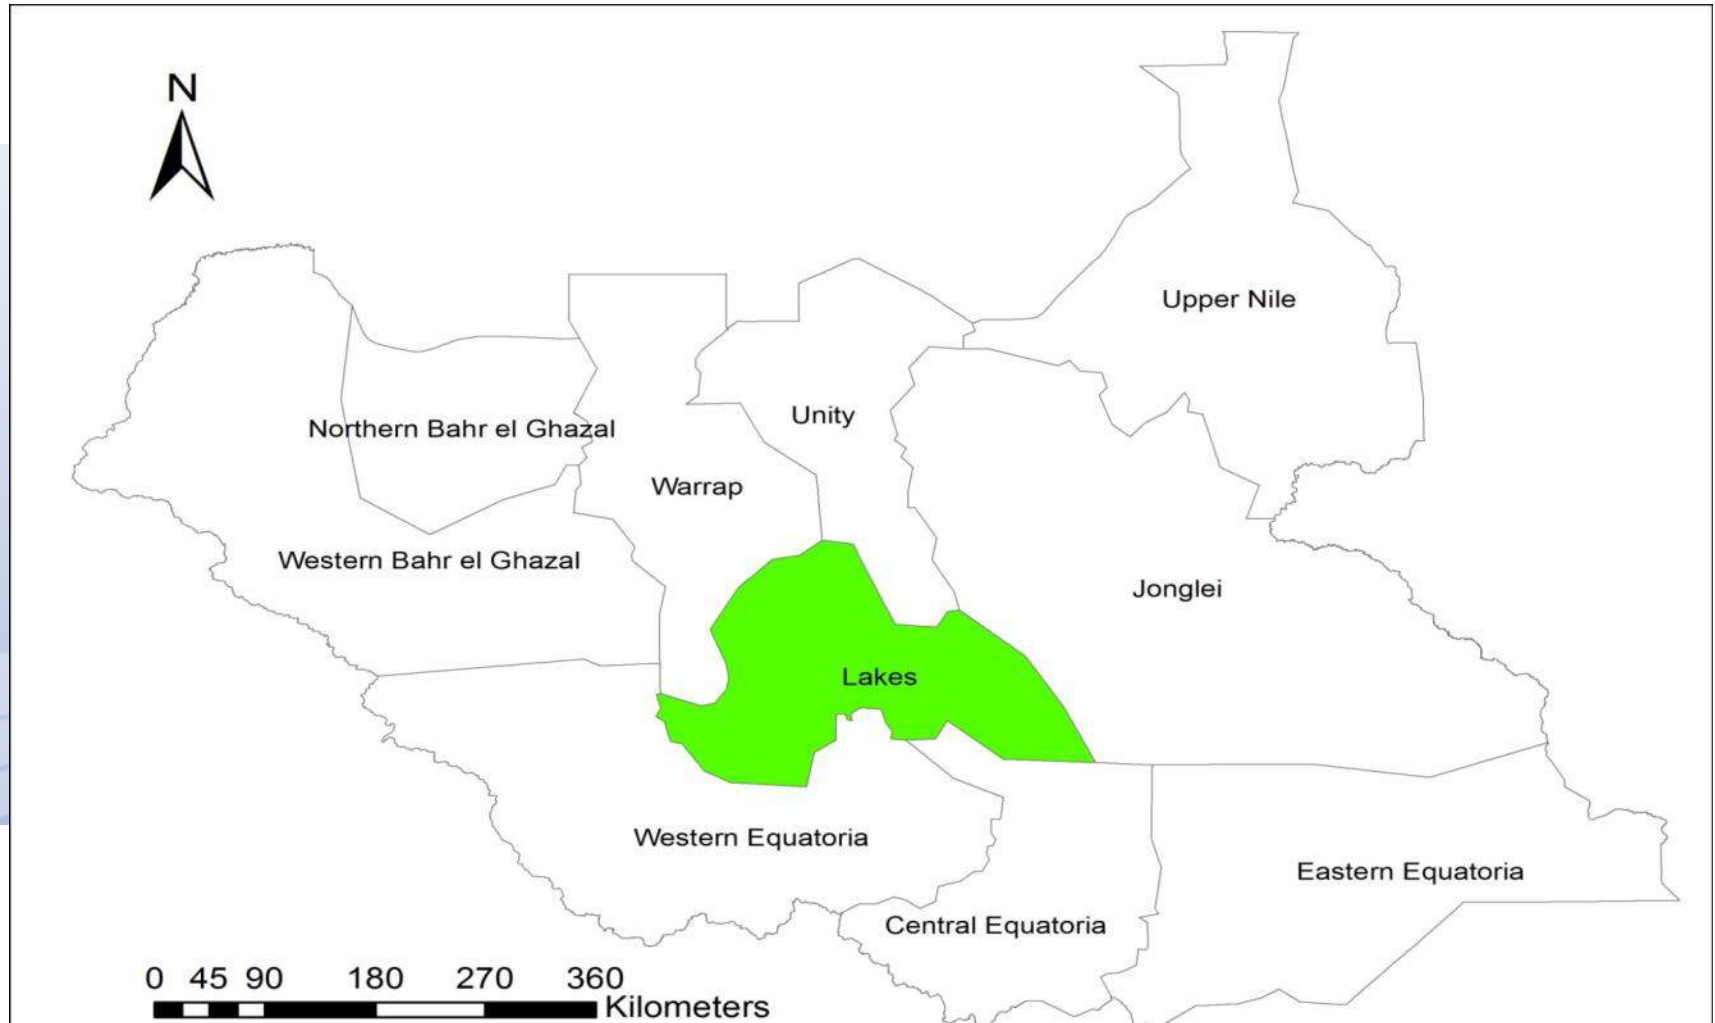 N
Upper Nile
Unity
Northern Bahr el Ghazal
Warrap
Western Bahr el Ghazal
Jonglei
Lakes
Western Equatoria
Eastern Equatoria
Central Equatoria
0 45 90 180 270 360
Kilometers